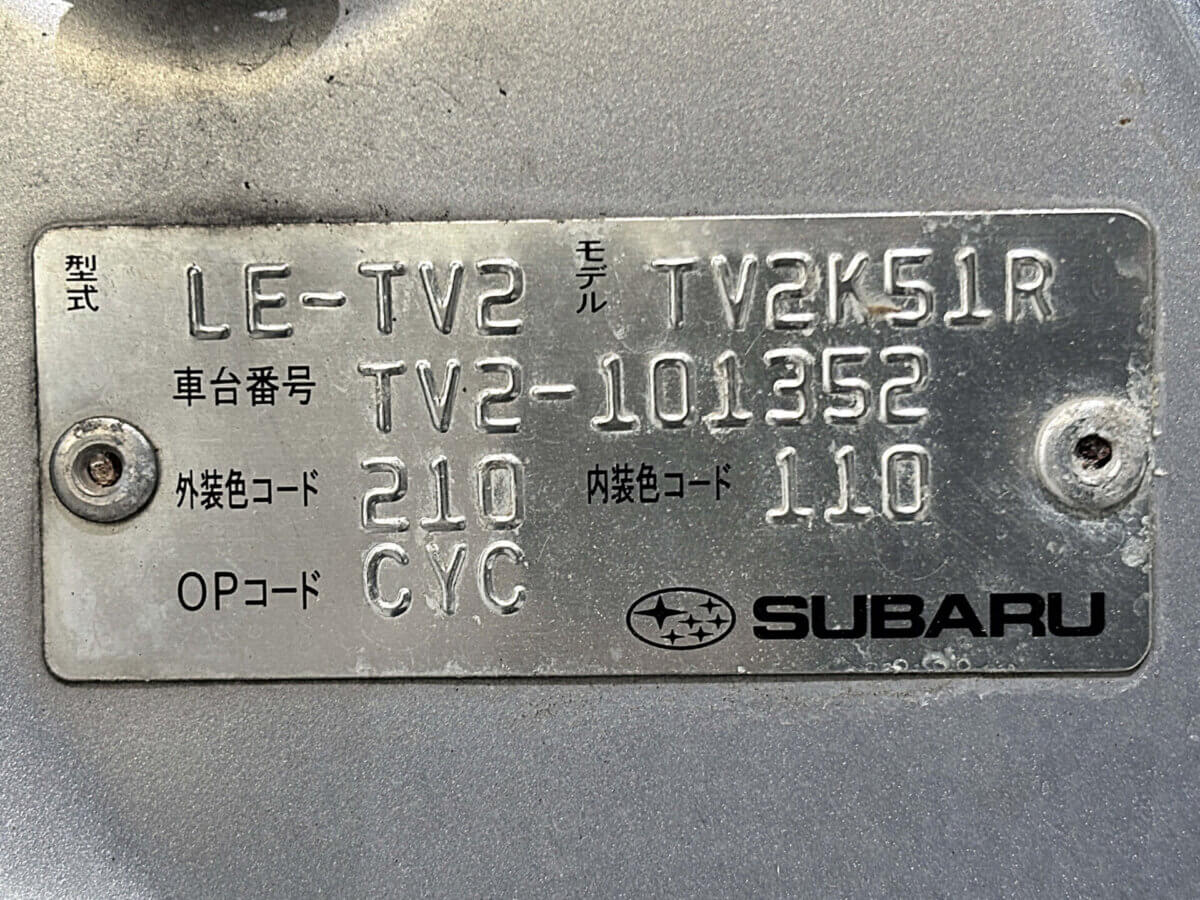 型式 LE-TV2 モデル TV2K51R
車台番号 TV2-101352
外装色コード 210 内装色コード 110
OPコード CYC
SUBARU